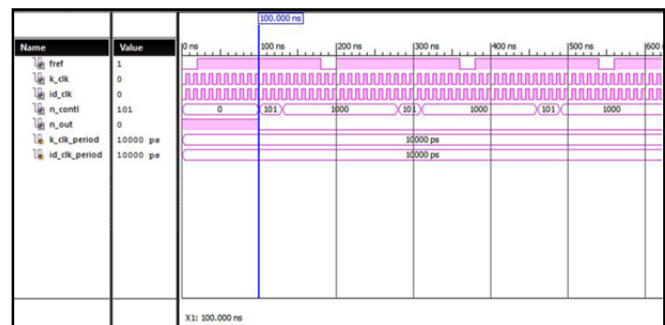 100.000 ns
Name Value 0 ns 100 ns 200 ns 300 ns 400 ns 500 ns 600
fref 1
k_clk 0
id_clk 0
n_contl 101 0 101 1000 101 1000 101 1000
n_out 0
k_clk_period 10000 ps 10000 ps
id_clk_period 10000 ps 10000 ps
X1: 100.000 ns